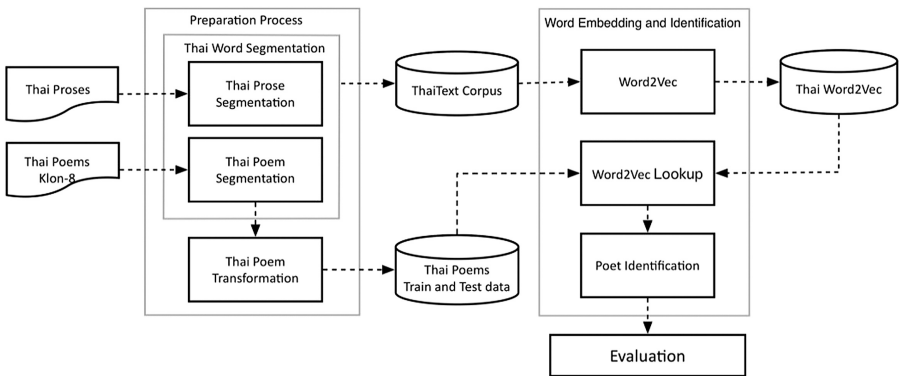 Preparation Process
Thai Word Segmentation
Thai Proses
Thai Prose
Segmentation
Thai Poems
Klon-8
Thai Poem
Segmentation
Thai Poem
Transformation
ThaiText Corpus
Thai Poems
Train and Test data
Word Embedding and Identification
Word2Vec
Thai Word2Vec
Word2Vec Lookup
Poet Identification
Evaluation